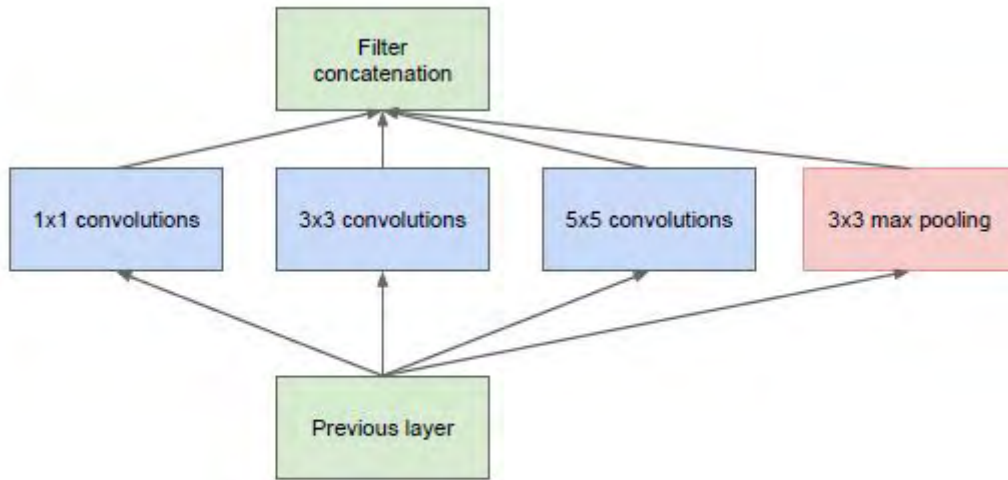 Filter
concatenation
1x1 convolutions
3x3 convolutions
5x5 convolutions
3x3 max pooling
Previous layer